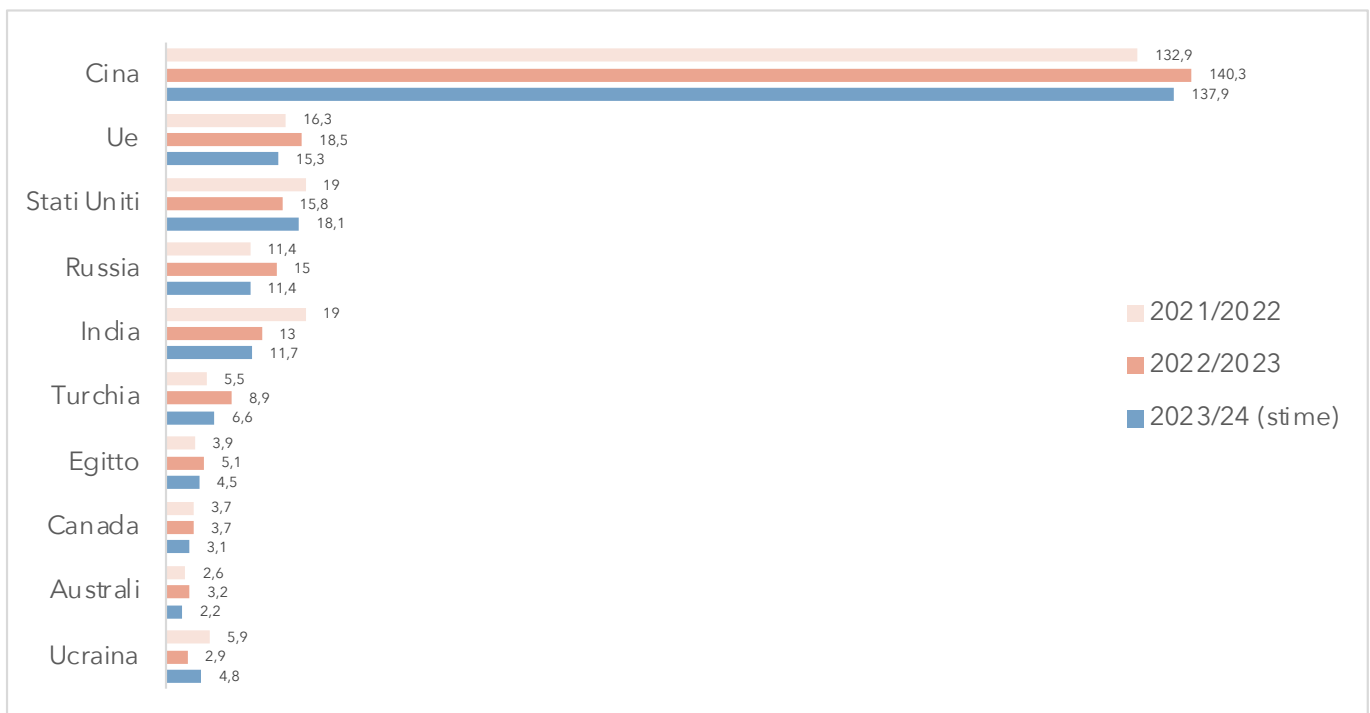 132,9
Cina
140,3
137,9
16,3
Ue
18,5
15,3
19
Stati Uniti
15,8
18,1
11,4
Russia
15
11,4
19
India
13
11,7
5,5
Turchia
8,9
6,6
3,9
Egitto
5,1
4,5
3,7
Canada
3,7
3,1
2,6
Australi
3,2
2,2
5,9
Ucraina
2,9
4,8
2021/2022
2022/2023
2023/24 (stime)